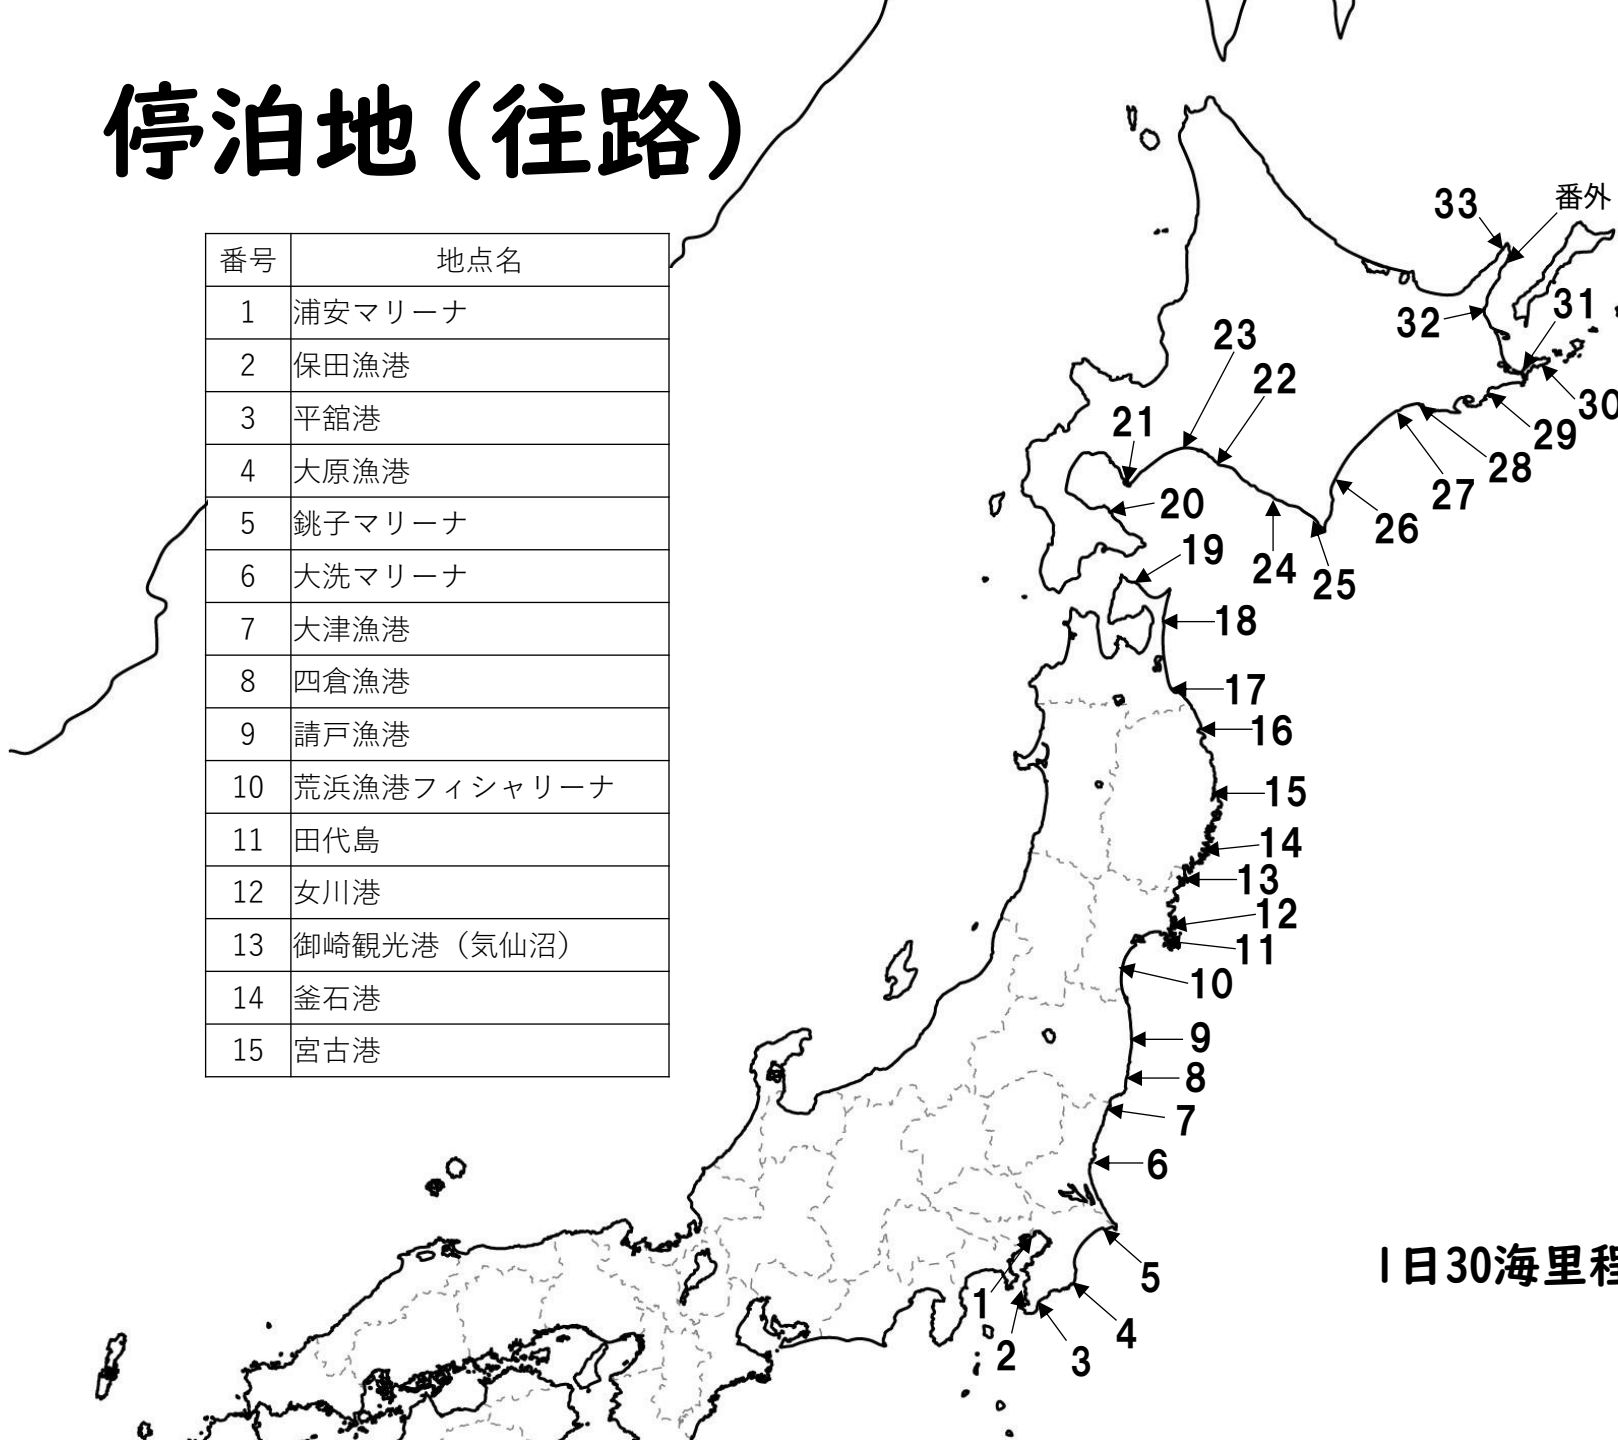 停泊地（往路）
番号 地点名
1 浦安マリーナ
2 保田漁港
3 平舘港
4 大原漁港
5 銚子マリーナ
6 大洗マリーナ
7 大津漁港
8 四倉漁港
9 請戸漁港
10 荒浜漁港フィシャリーナ
11 田代島
12 女川港
13 御崎観光港（気仙沼）
14 釜石港
15 宮古港
番外
33
31
32
23
22
30
21
29
28
27
20
26
19
24
25
18
17
16
15
14
13
12
11
10
9
8
7
6
5
1
4
2
3
1日30海里程